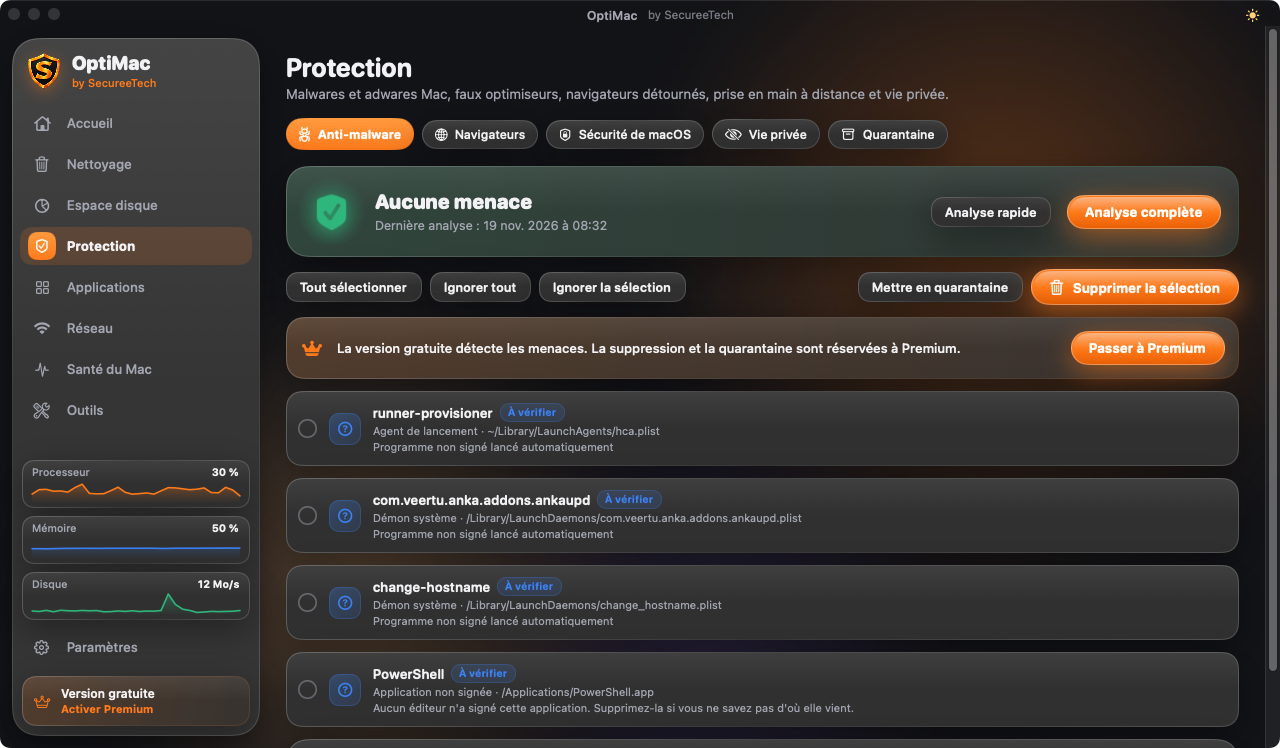 OptiMac by SecureeTech
OptiMac
by SecureeTech
Accueil
Nettoyage
Espace disque
Protection
Applications
Réseau
Santé du Mac
Outils
Processeur 30 %
Mémoire 50 %
Disque 12 Mo/s
Paramètres
Version gratuite
Activer Premium
Protection
Malwares et adwares Mac, faux optimiseurs, navigateurs détournés, prise en main à distance et vie privée.
Anti-malware Navigateurs Sécurité de macOS Vie privée Quarantaine
Aucune menace
Dernière analyse : 19 nov. 2026 à 08:32
Analyse rapide Analyse complète
Tout sélectionner Ignorer tout Ignorer la sélection Mettre en quarantaine Supprimer la sélection
La version gratuite détecte les menaces. La suppression et la quarantaine sont réservées à Premium. Passer à Premium
runner-provisioner À vérifier
Agent de lancement · ~/Library/LaunchAgents/hca.plist
Programme non signé lancé automatiquement
com.veertu.anka.addons.ankaupd À vérifier
Démon système · /Library/LaunchDaemons/com.veertu.anka.addons.ankaupd.plist
Programme non signé lancé automatiquement
change-hostname À vérifier
Démon système · /Library/LaunchDaemons/change_hostname.plist
Programme non signé lancé automatiquement
PowerShell À vérifier
Application non signée · /Applications/PowerShell.app
Aucun éditeur n'a signé cette application. Supprimez-la si vous ne savez pas d'où elle vient.